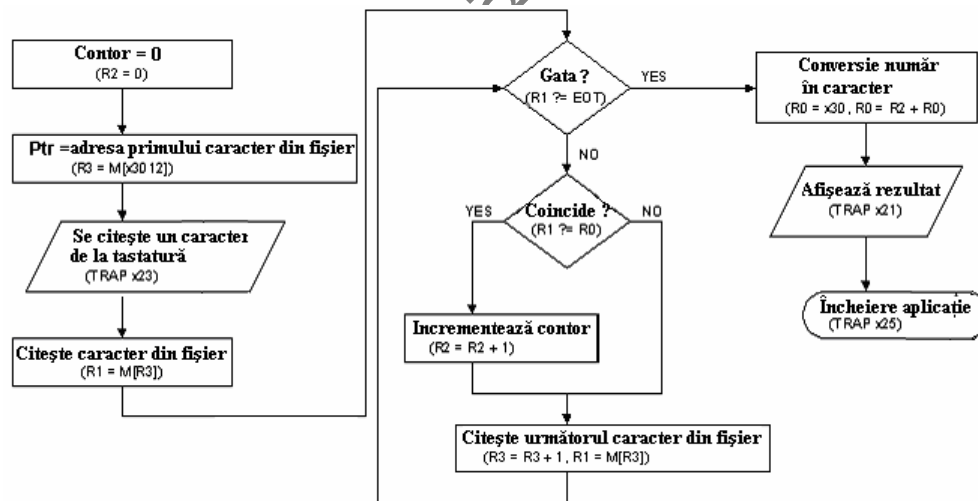 Contor = 0
(R2 = 0)
Ptr =adresa primului caracter din fişier
(R3 = M[x3012])
Se citeşte un caracter
de la tastatură
(TRAP x23)
Citeşte caracter din fişier
(R1 = M[R3])
Gata ?
(R1 ?= EOT)
YES
NO
Coincide ?
(R1 ?= R0)
YES
NO
Incrementează contor
(R2 = R2 + 1)
Citeşte următorul caracter din fişier
(R3 = R3 + 1, R1 = M[R3])
Conversie număr
în caracter
(R0 = x30, R0 = R2 + R0)
Afişează rezultat
(TRAP x21)
Încheiere aplicaţie
(TRAP x25)